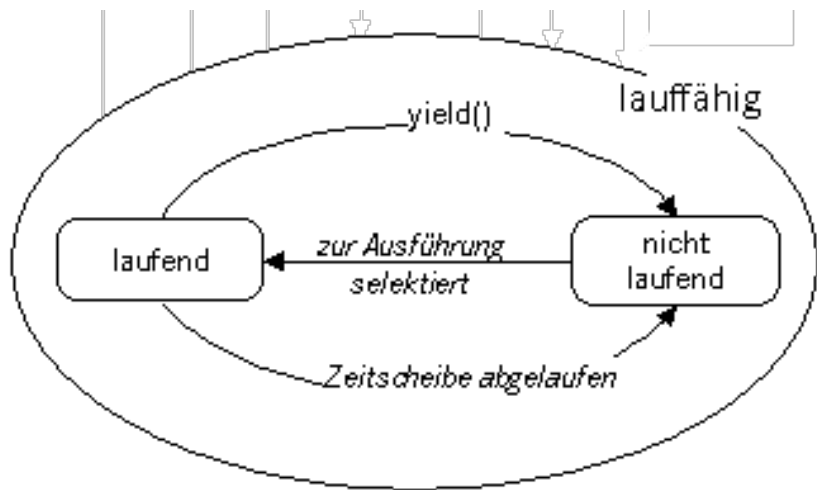 lauffähig
yield()
laufend
zur Ausführung
selektiert
nicht
laufend
Zeitscheibe abgelaufen